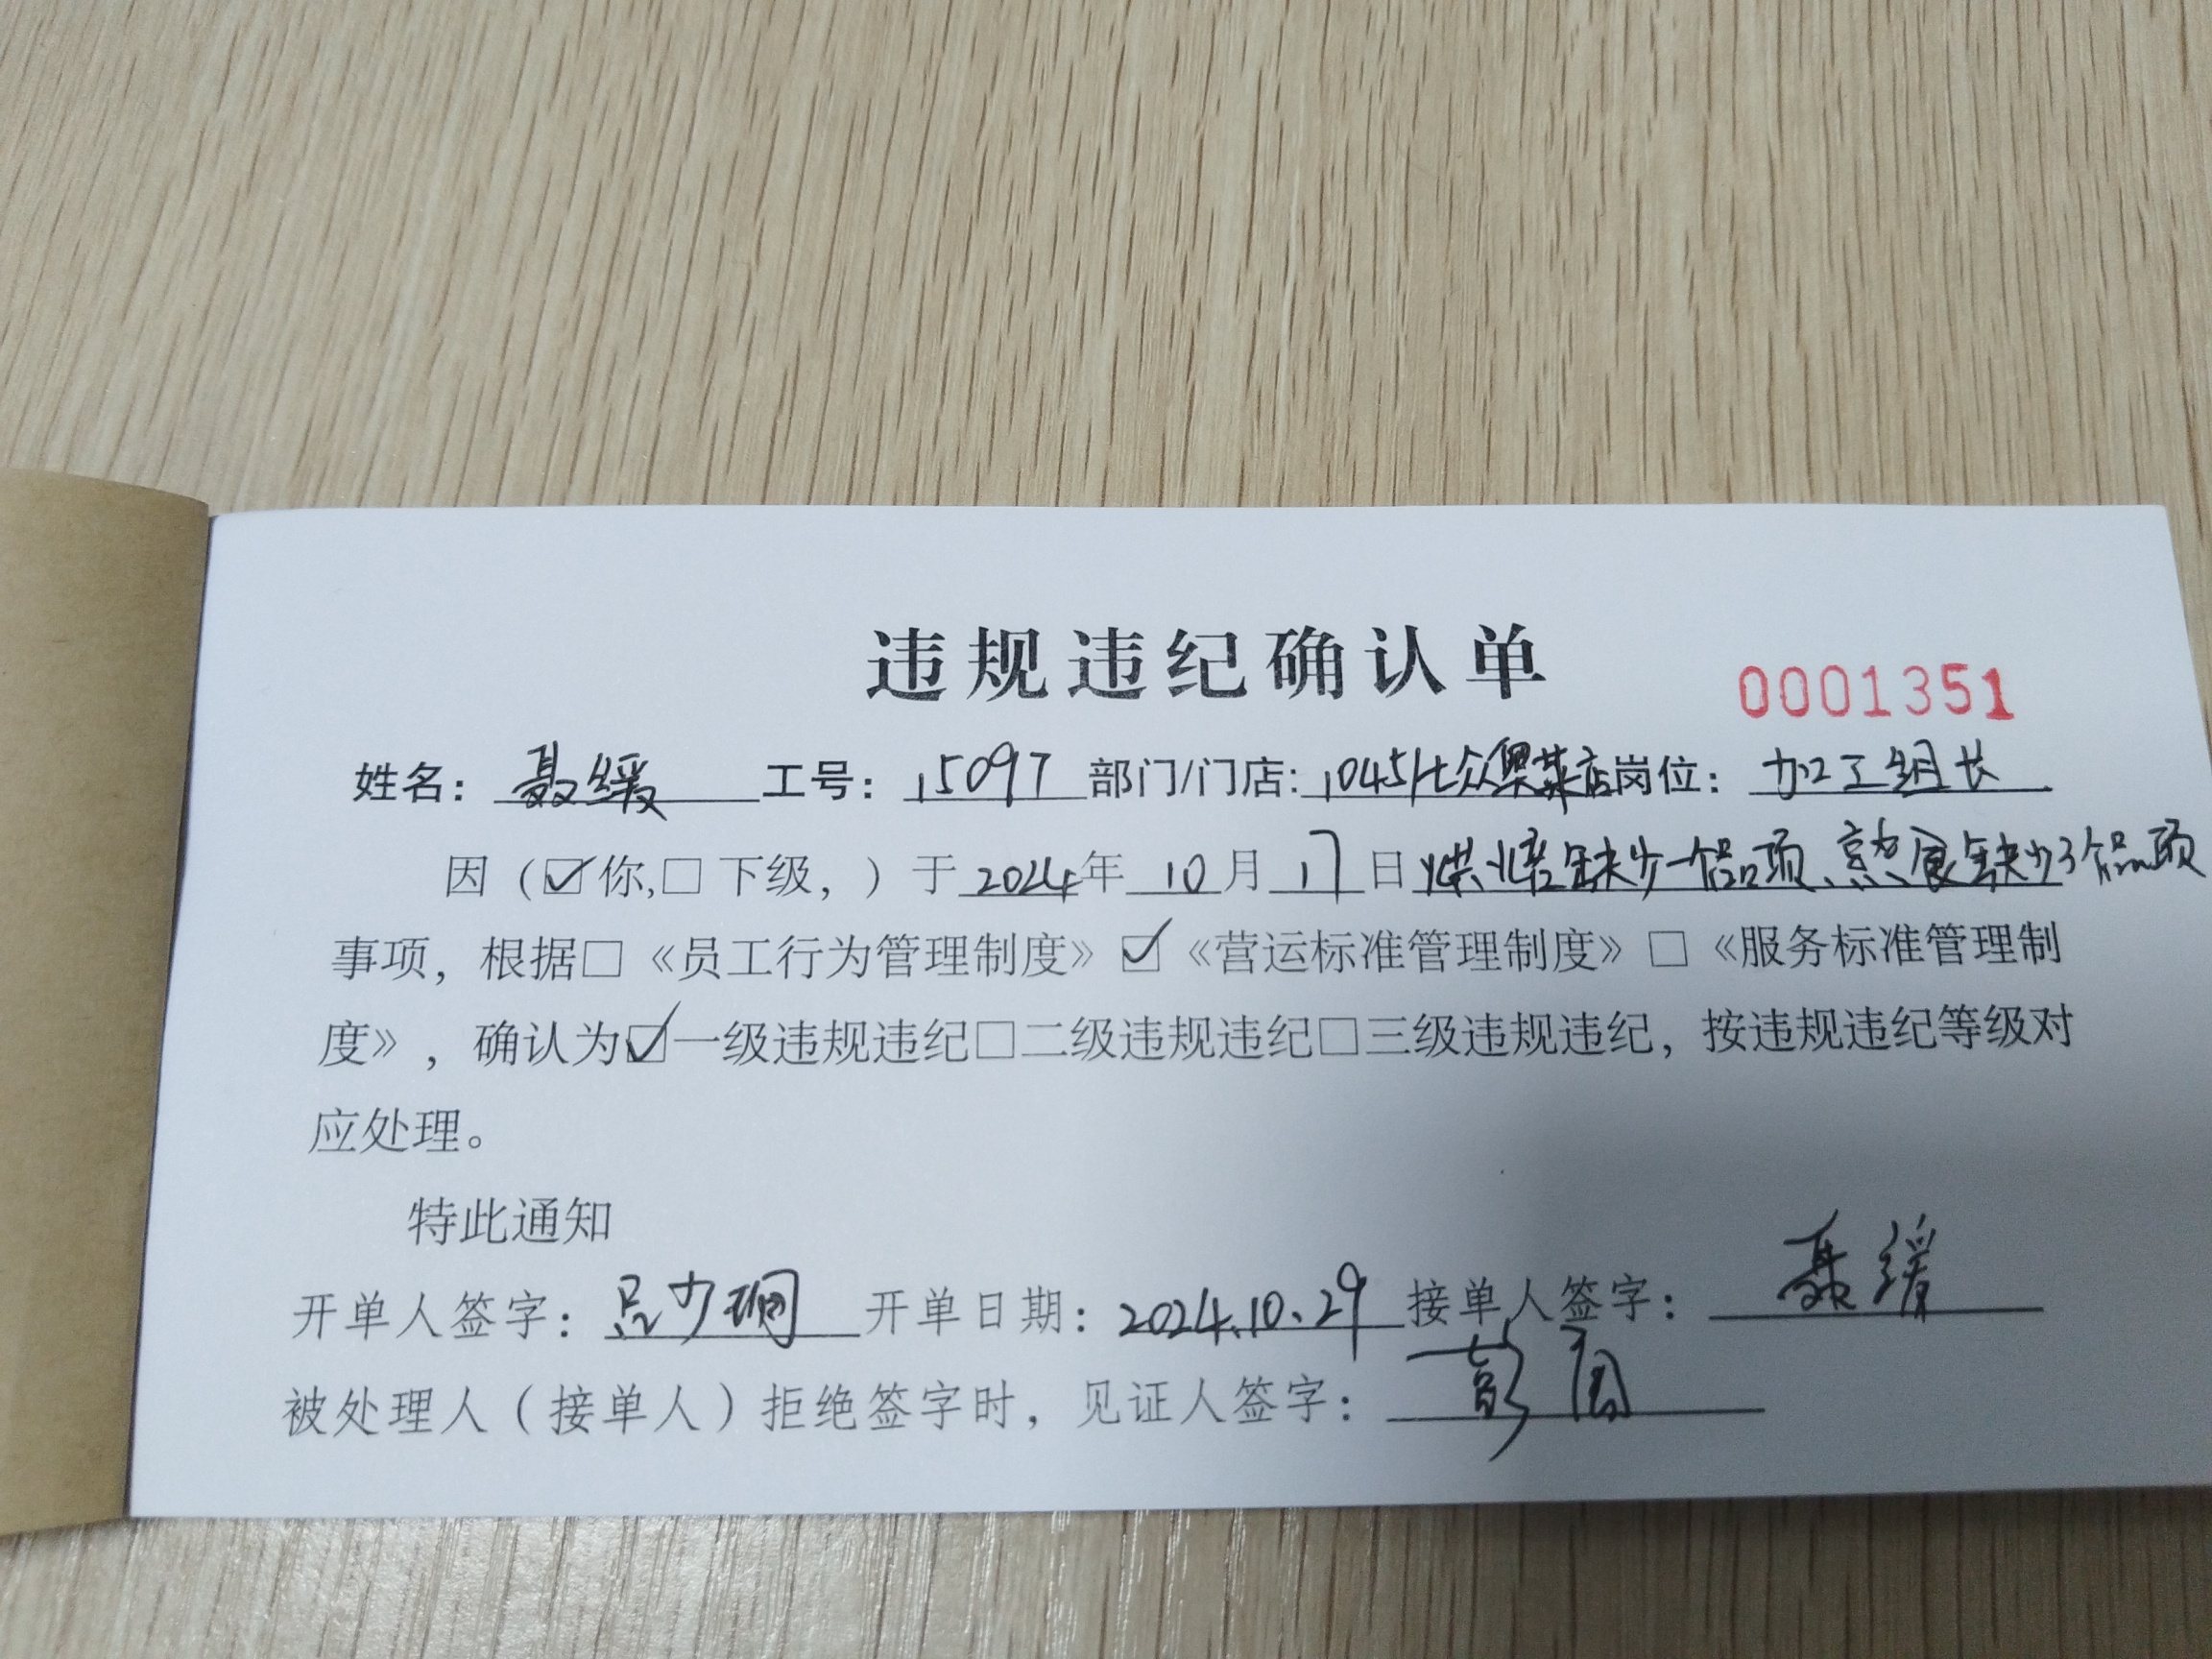 违规违纪确认单
0001351
姓名： 聂缓 工号： 15097 部门/门店： 1045 店岗位： 加工组长
因（☑你,□下级，）于2024年10月17日烘焙缺少一个品项、熟食缺少3个品项
事项，根据□《员工行为管理制度》☑《营运标准管理制度》□《服务标准管理制
度》，确认为☑一级违规违纪□二级违规违纪□三级违规违纪，按违规违纪等级对
应处理。
特此通知
开单人签字： 吕少 开单日期： 2024.10.29 接单人签字： 聂缓
被处理人（接单人）拒绝签字时，见证人签字： 彭